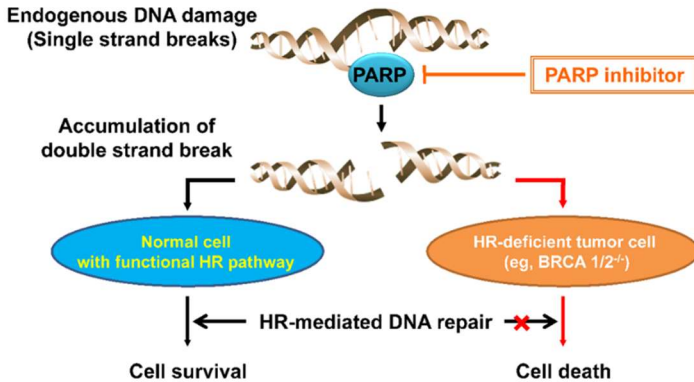 Endogenous DNA damage
(Single strand breaks)
PARP
PARP inhibitor
Accumulation of
double strand break
Normal cell
with functional HR pathway
HR-deficient tumor cell
(eg, BRCA 1/2-/-)
HR-mediated DNA repair
Cell survival
Cell death